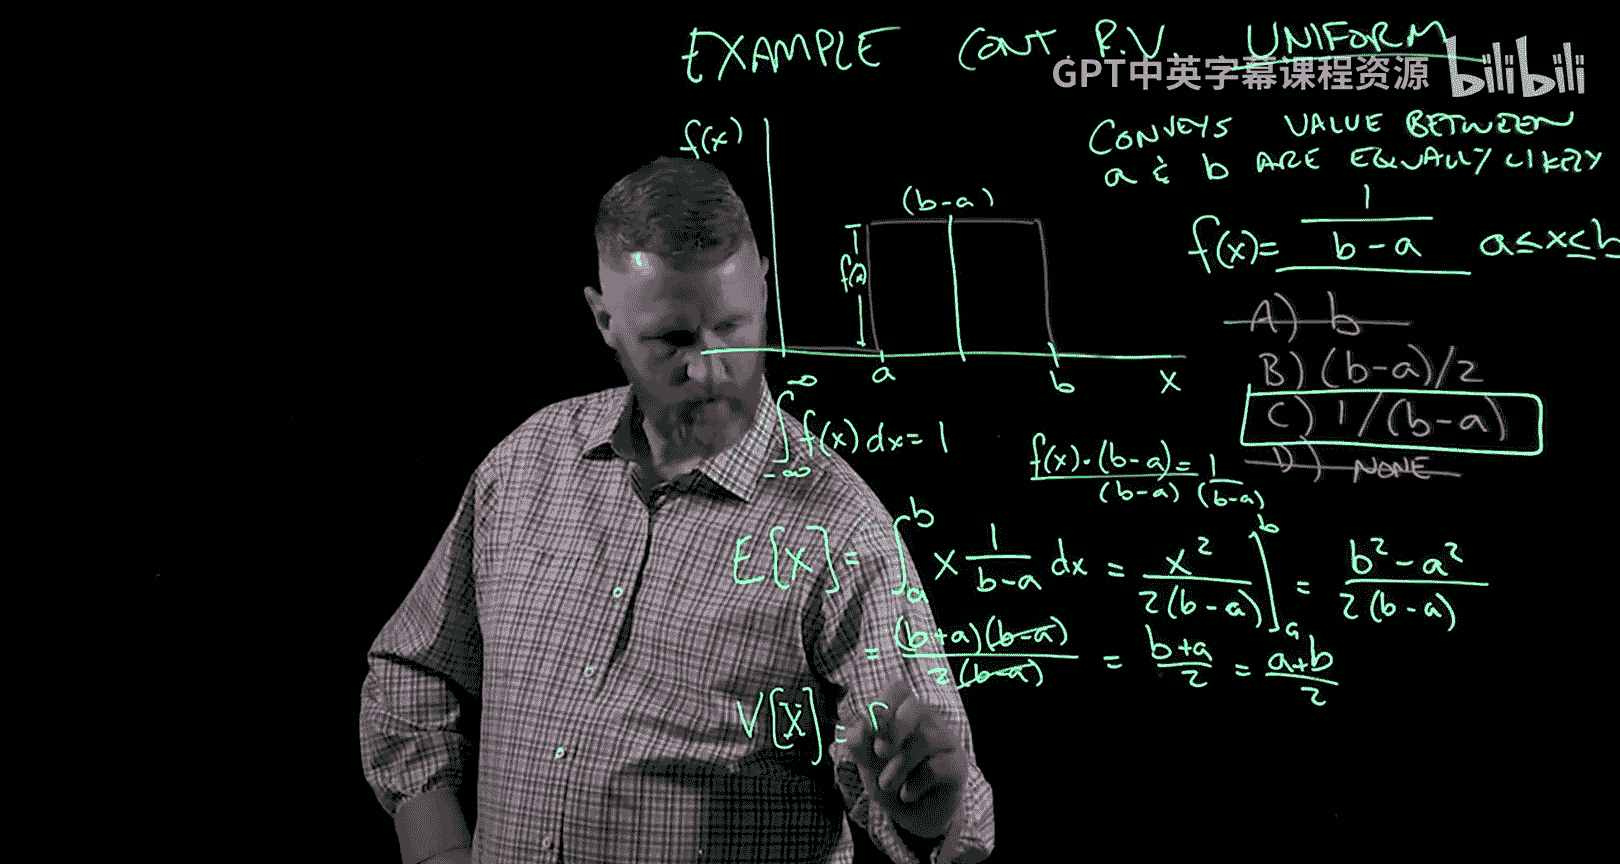 EXAMPLE CONT. R.V. UNIFORM
GPT中英字幕课程资源 bilibili
f(x)
CONVEYS VALUE BETWEEN
a & b ARE EQUALLY LIKELY
(b-a)
f(x)
f(x)= 1/(b-a) a≤x≤b
A) b
B) (b-a)/2
C) 1/(b-a)
D) NONE
a b x
∫_{-∞}^{∞} f(x)dx=1
f(x)·(b-a)/(b-a) = 1/(b-a)
E[X] = ∫_a^b x 1/(b-a) dx = x²/(2(b-a)) ]_a^b = (b²-a²)/(2(b-a))
= (b+a)(b-a)/(2(b-a)) = (b+a)/2 = (a+b)/2
V[X] =